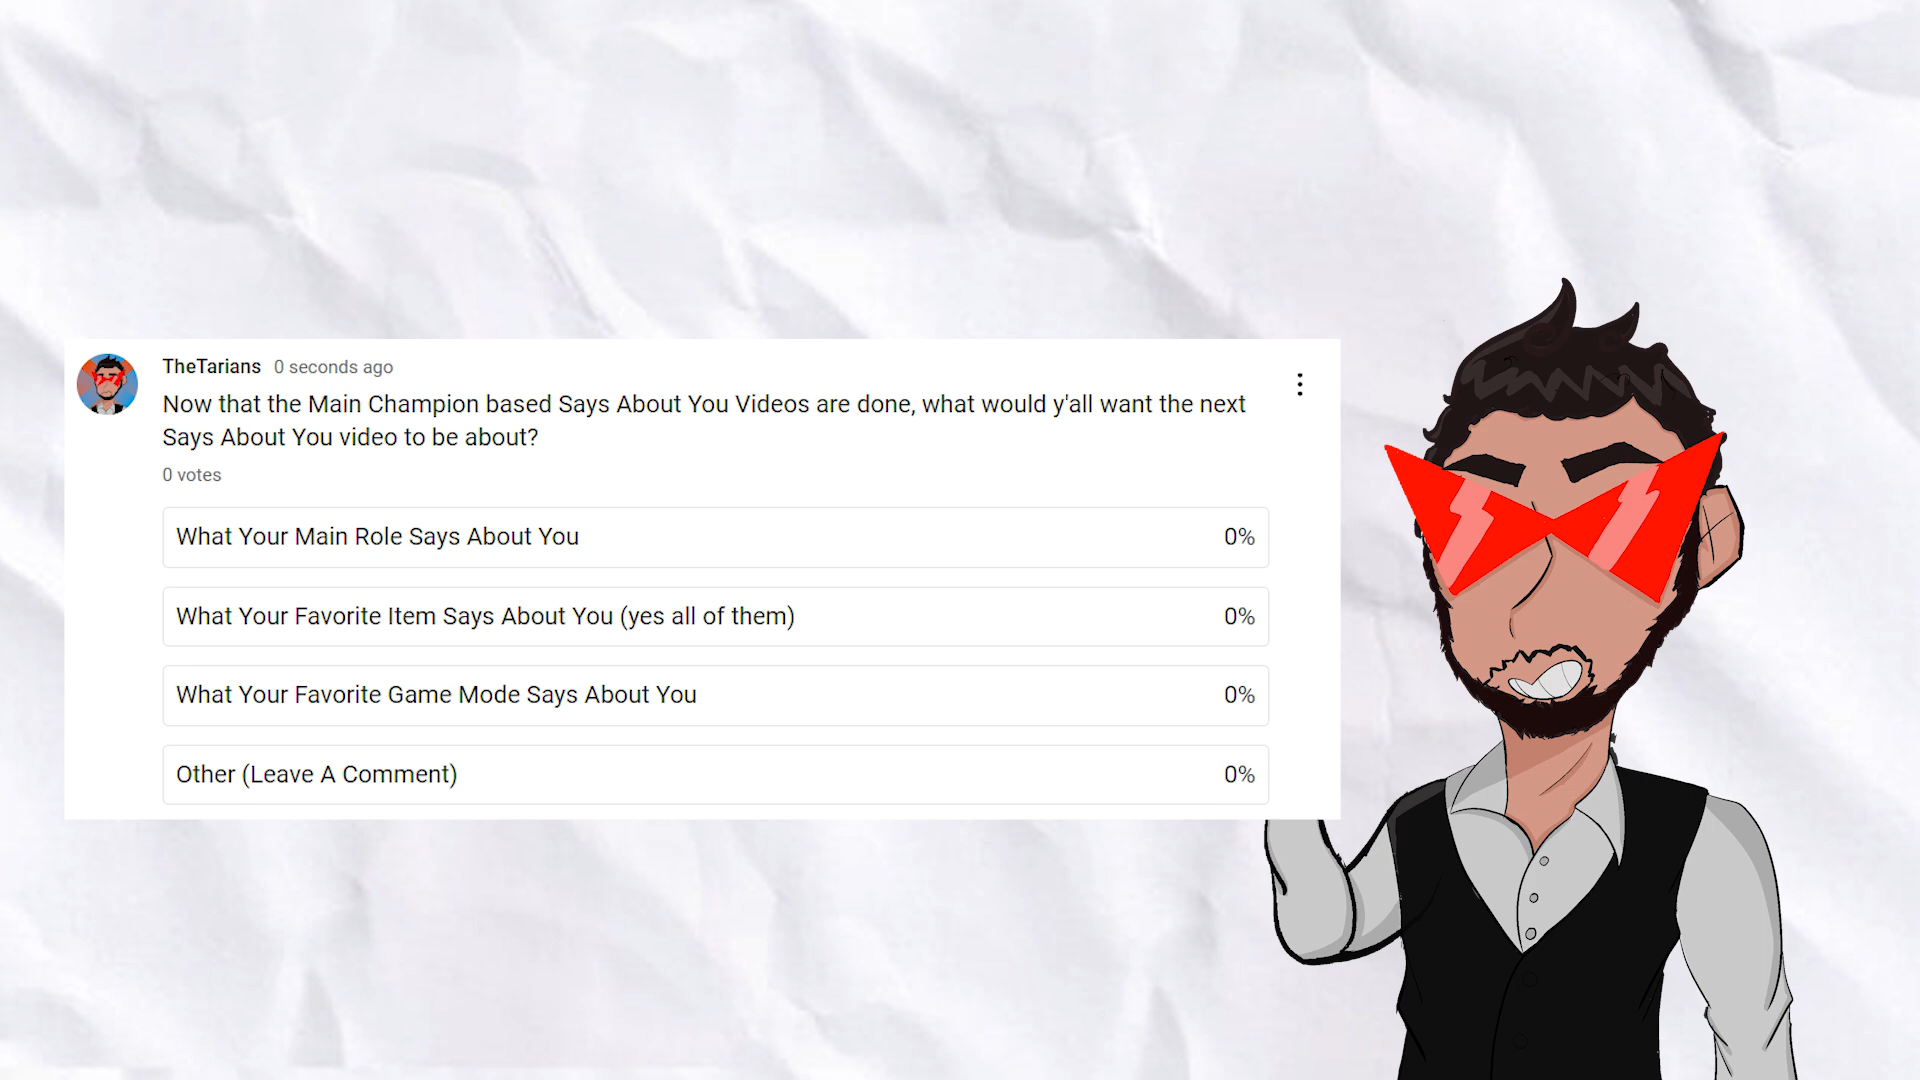 TheTarians 0 seconds ago
Now that the Main Champion based Says About You Videos are done, what would y'all want the next
Says About You video to be about?
0 votes
What Your Main Role Says About You 0%
What Your Favorite Item Says About You (yes all of them) 0%
What Your Favorite Game Mode Says About You 0%
Other (Leave A Comment) 0%